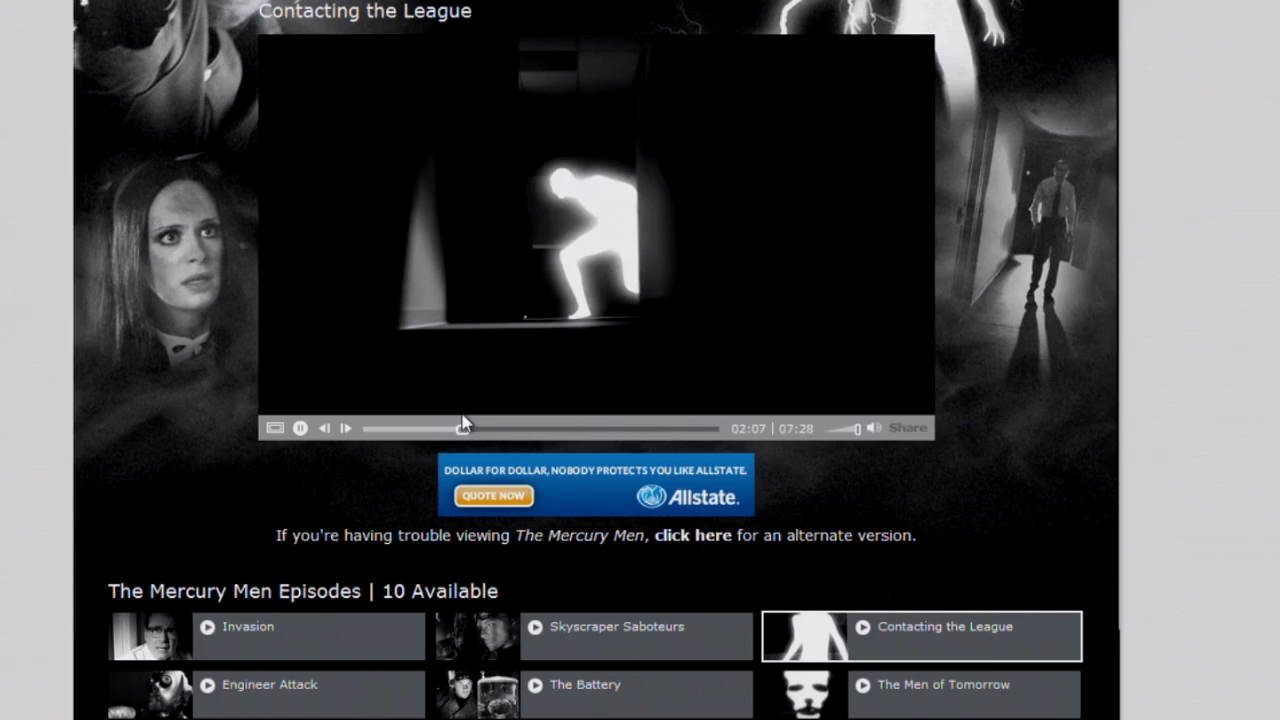 Contacting the League
02:07 | 07:28
Share
DOLLAR FOR DOLLAR, NOBODY PROTECTS YOU LIKE ALLSTATE.
QUOTE NOW
Allstate.
If you're having trouble viewing The Mercury Men, click here for an alternate version.
The Mercury Men Episodes | 10 Available
Invasion
Skyscraper Saboteurs
Contacting the League
Engineer Attack
The Battery
The Men of Tomorrow